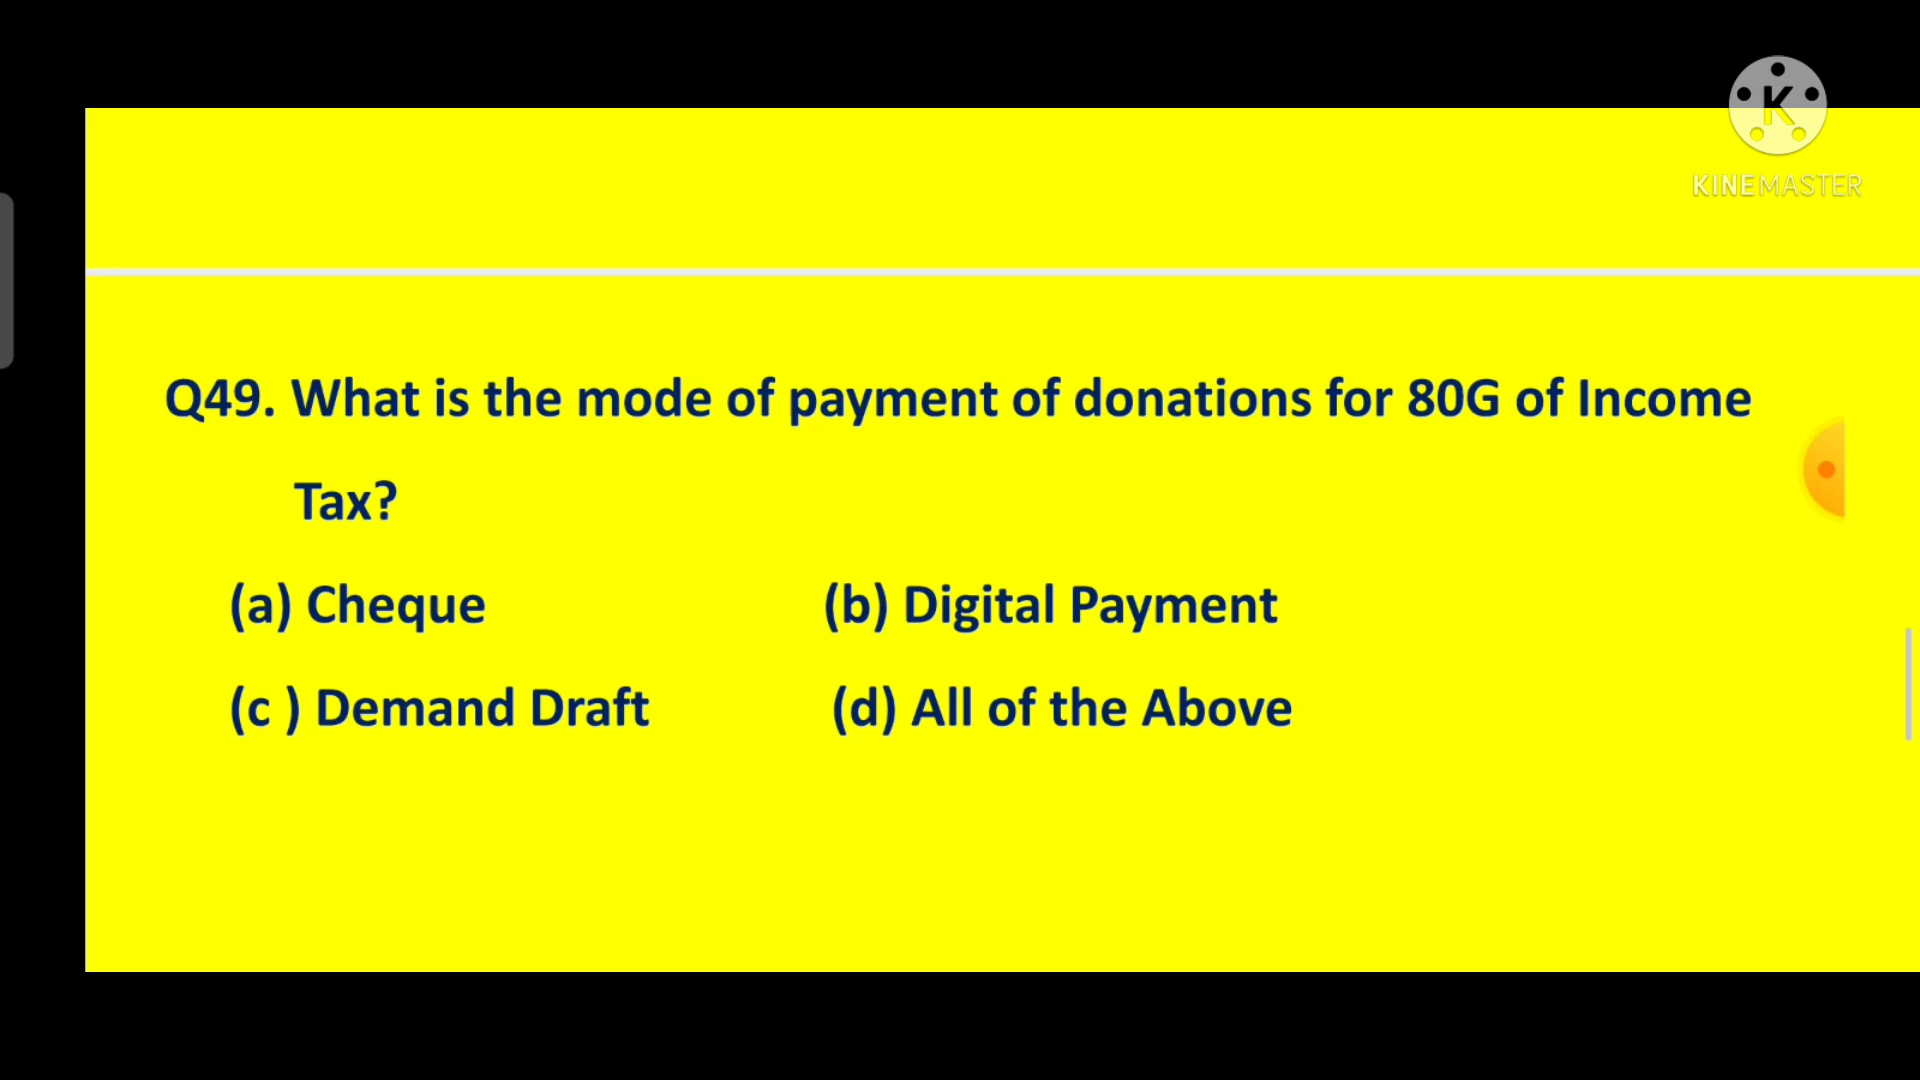 K
KINEMASTER
Q49. What is the mode of payment of donations for 80G of Income
Tax?
(a) Cheque (b) Digital Payment
(c ) Demand Draft (d) All of the Above